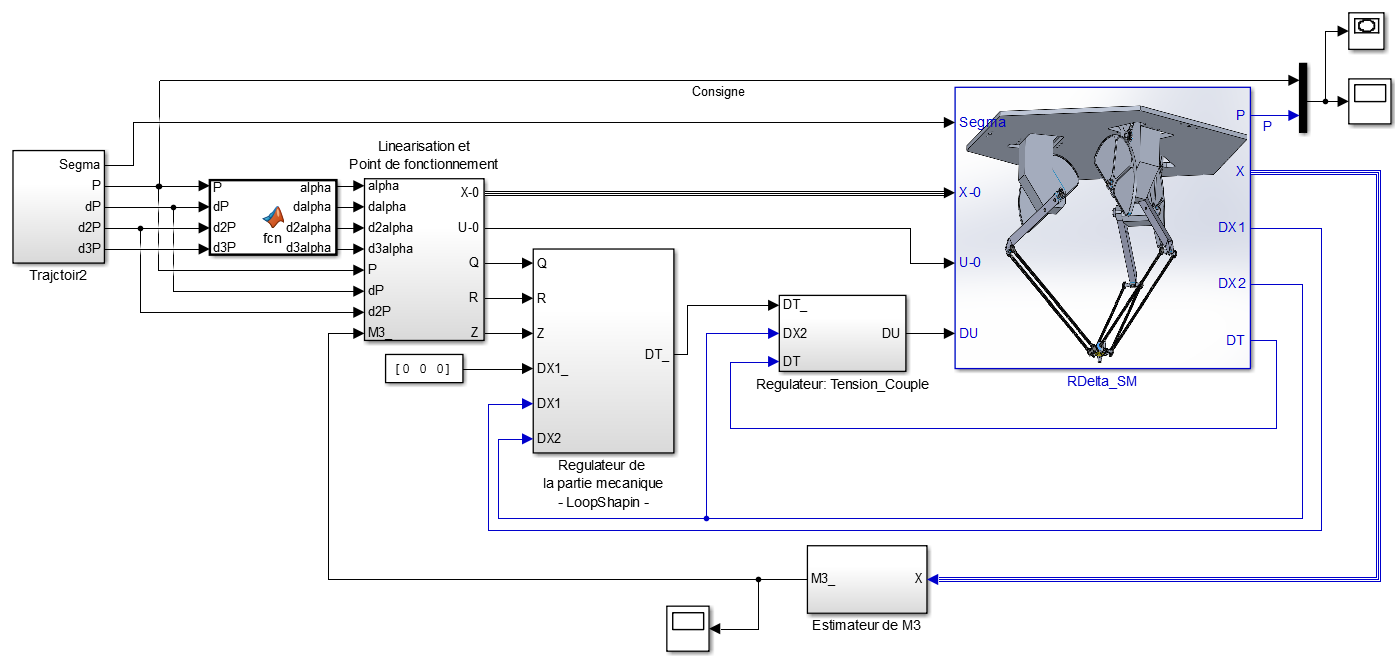 Consigne
Segma
P
dP
d2P
d3P
Trajctoir2
P
dP
d2P
d3P
fcn
alpha
dalpha
d2alpha
d3alpha
Linearisation et
Point de fonctionnement
alpha
dalpha
d2alpha
d3alpha
P
dP
d2P
M3_
X-0
U-0
Q
R
Z
[0 0 0]
Q
R
Z
DX1_
DX1
DX2
DT_
Regulateur de
la partie mecanique
- LoopShapin -
DT_
DX2
DT
DU
Regulateur: Tension_Couple
Segma
X-0
U-0
DU
P
X
DX1
DX2
DT
RDelta_SM
P
M3_
X
Estimateur de M3